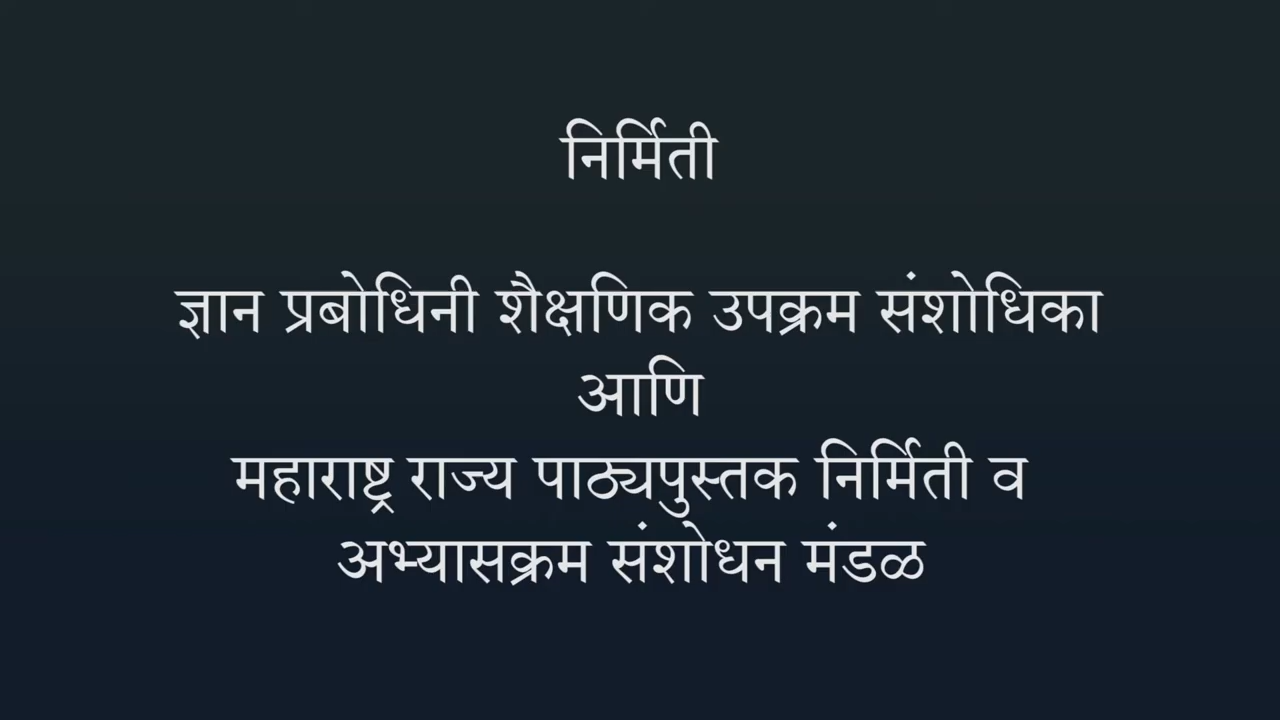 निर्मिती
ज्ञान प्रबोधिनी शैक्षणिक उपक्रम संशोधिका
आणि
महाराष्ट्र राज्य पाठ्यपुस्तक निर्मिती व
अभ्यासक्रम संशोधन मंडळ